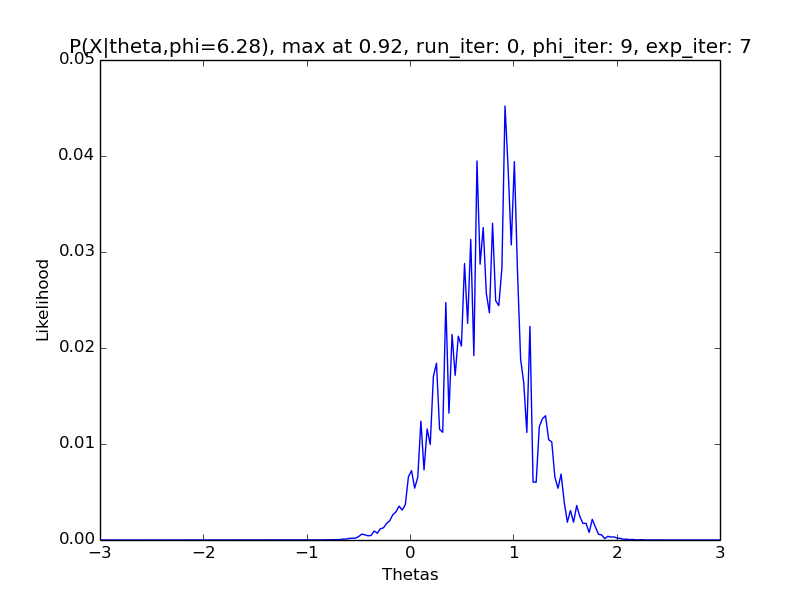 P(X|theta,phi=6.28), max at 0.92, run_iter: 0, phi_iter: 9, exp_iter: 7
0.05
0.04
0.03
0.02
0.01
0.00
Likelihood
−3 −2 −1 0 1 2 3
Thetas